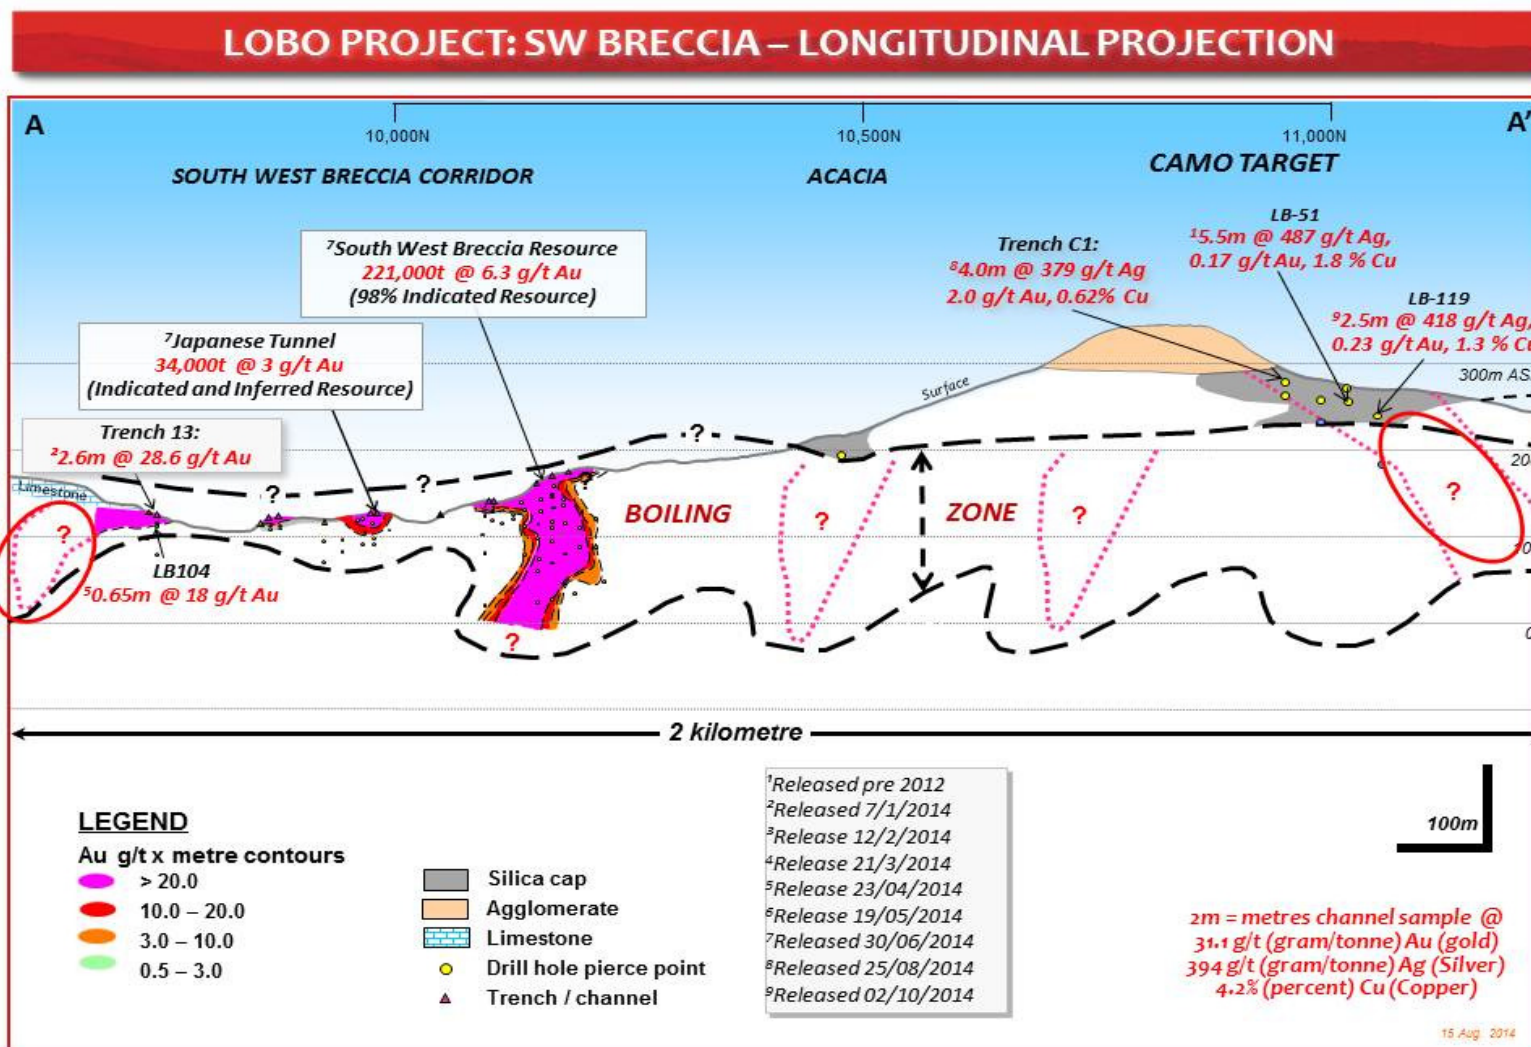 LOBO PROJECT: SW BRECCIA – LONGITUDINAL PROJECTION
A
A'
10,000N
10,500N
11,000N
SOUTH WEST BRECCIA CORRIDOR
ACACIA
CAMO TARGET
⁷South West Breccia Resource
221,000t @ 6.3 g/t Au
(98% Indicated Resource)
Trench C1:
⁸4.0m @ 379 g/t Ag
2.0 g/t Au, 0.62% Cu
LB-51
¹5.5m @ 487 g/t Ag,
0.17 g/t Au, 1.8 % Cu
LB-119
⁹2.5m @ 418 g/t Ag,
0.23 g/t Au, 1.3 % Cu
⁷Japanese Tunnel
34,000t @ 3 g/t Au
(Indicated and Inferred Resource)
Trench 13:
²2.6m @ 28.6 g/t Au
Surface
300m AS
?
20
Limestone
?
?
?
BOILING
?
ZONE
?
?
10
LB104
⁵0.65m @ 18 g/t Au
?
0
2 kilometre
LEGEND
Au g/t x metre contours
> 20.0
10.0 – 20.0
3.0 – 10.0
0.5 – 3.0
Silica cap
Agglomerate
Limestone
Drill hole pierce point
Trench / channel
¹Released pre 2012
²Released 7/1/2014
³Release 12/2/2014
⁴Release 21/3/2014
⁵Release 23/04/2014
⁶Release 19/05/2014
⁷Released 30/06/2014
⁸Released 25/08/2014
⁹Released 02/10/2014
100m
2m = metres channel sample @
31.1 g/t (gram/tonne) Au (gold)
394 g/t (gram/tonne) Ag (Silver)
4.2% (percent) Cu (Copper)
15 Aug 2014